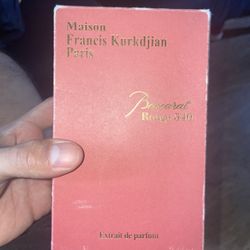 Maison
Francis Kurkdjian
Paris
Baccarat
Rouge 540
Extrait de parfum